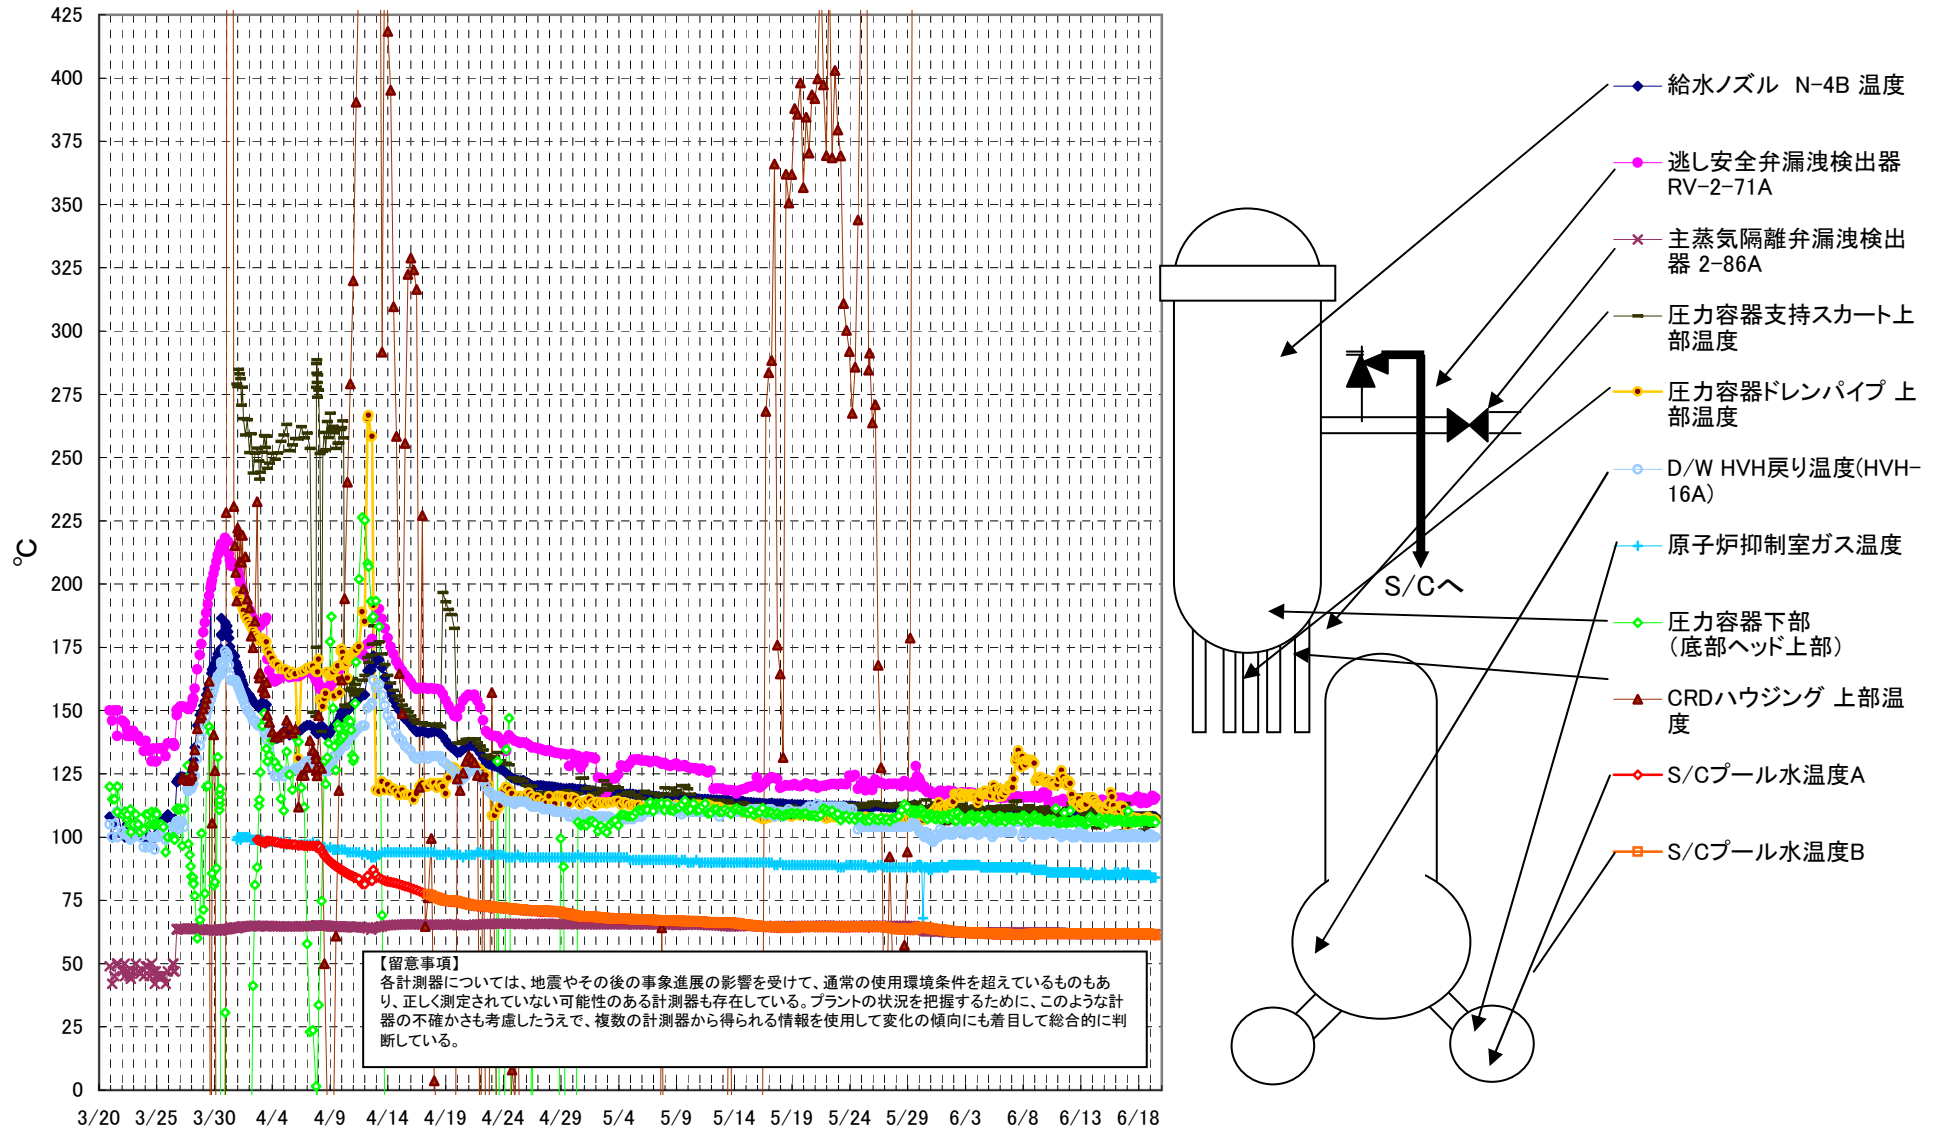 425
400
375
350
325
300
275
250
225
200
175
150
125
100
75
50
25
0
℃
3/20 3/25 3/30 4/4 4/9 4/14 4/19 4/24 4/29 5/4 5/9 5/14 5/19 5/24 5/29 6/3 6/8 6/13 6/18
【留意事項】
各計測器については、地震やその後の事象進展の影響を受けて、通常の使用環境条件を超えているものもあ
り、正しく測定されていない可能性のある計測器も存在している。プラントの状況を把握するために、このような計
器の不確かさも考慮したうえで、複数の計測器から得られる情報を使用して変化の傾向にも着目して総合的に判
断している。
S/Cへ
給水ノズル N-4B 温度
逃し安全弁漏洩検出器
RV-2-71A
主蒸気隔離弁漏洩検出
器 2-86A
圧力容器支持スカート上
部温度
圧力容器ドレンパイプ 上
部温度
D/W HVH戻り温度(HVH-
16A)
原子炉抑制室ガス温度
圧力容器下部
（底部ヘッド上部）
CRDハウジング 上部温
度
S/Cプール水温度A
S/Cプール水温度B